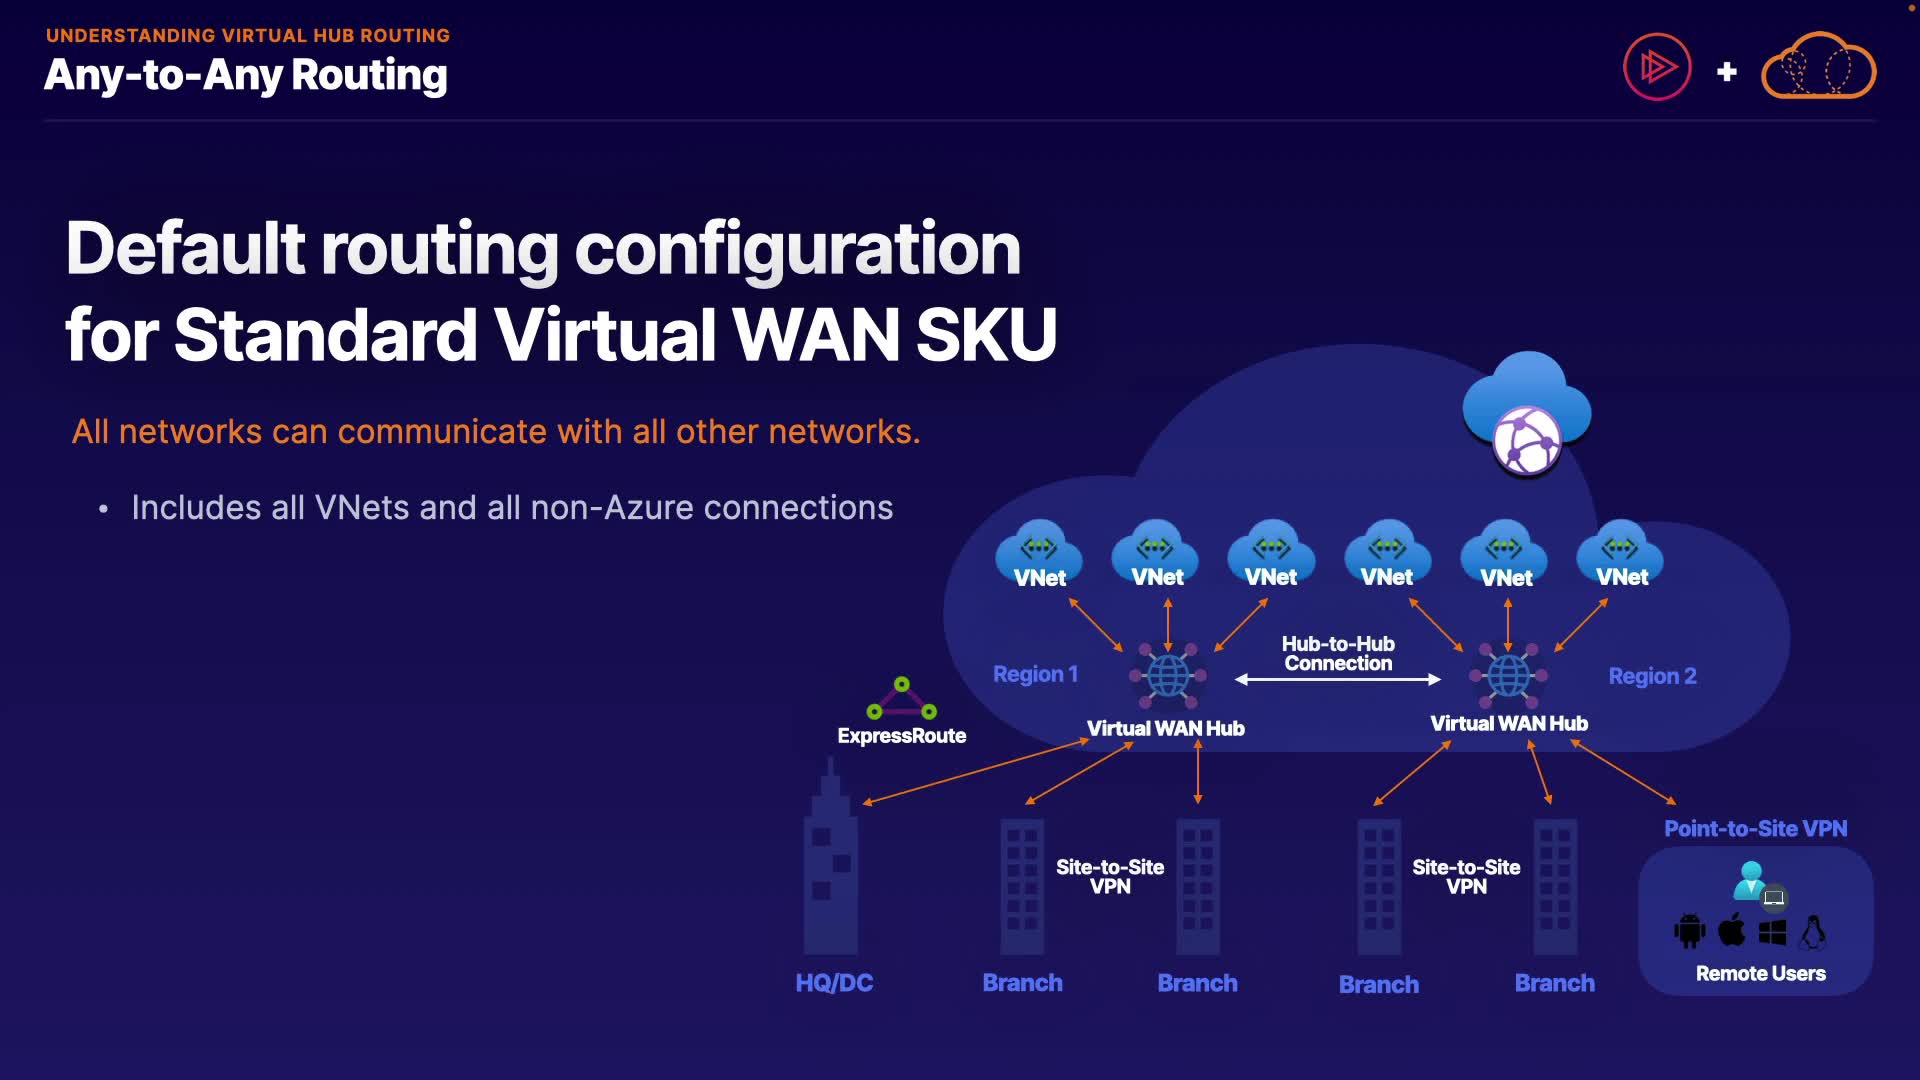 UNDERSTANDING VIRTUAL HUB ROUTING
Any-to-Any Routing
Default routing configuration
for Standard Virtual WAN SKU
All networks can communicate with all other networks.
• Includes all VNets and all non-Azure connections
VNet
VNet
VNet
VNet
VNet
VNet
Region 1
Hub-to-Hub
Connection
Region 2
ExpressRoute
Virtual WAN Hub
Virtual WAN Hub
Site-to-Site
VPN
Site-to-Site
VPN
Point-to-Site VPN
Remote Users
HQ/DC
Branch
Branch
Branch
Branch